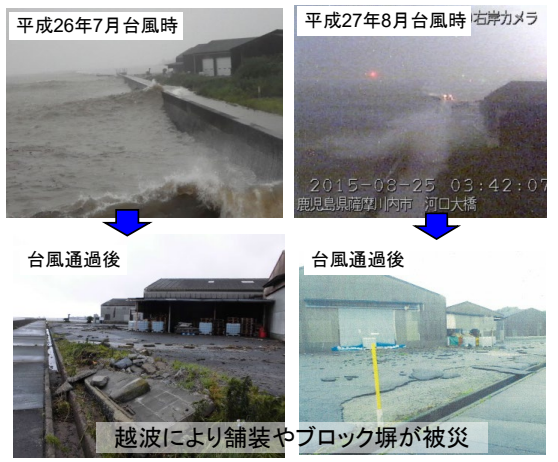 平成26年7月台風時
平成27年8月台風時
右岸カメラ
2015-08-25 03:42:07
鹿児島県薩摩川内市 河口大橋
台風通過後
台風通過後
越波により舗装やブロック塀が被災